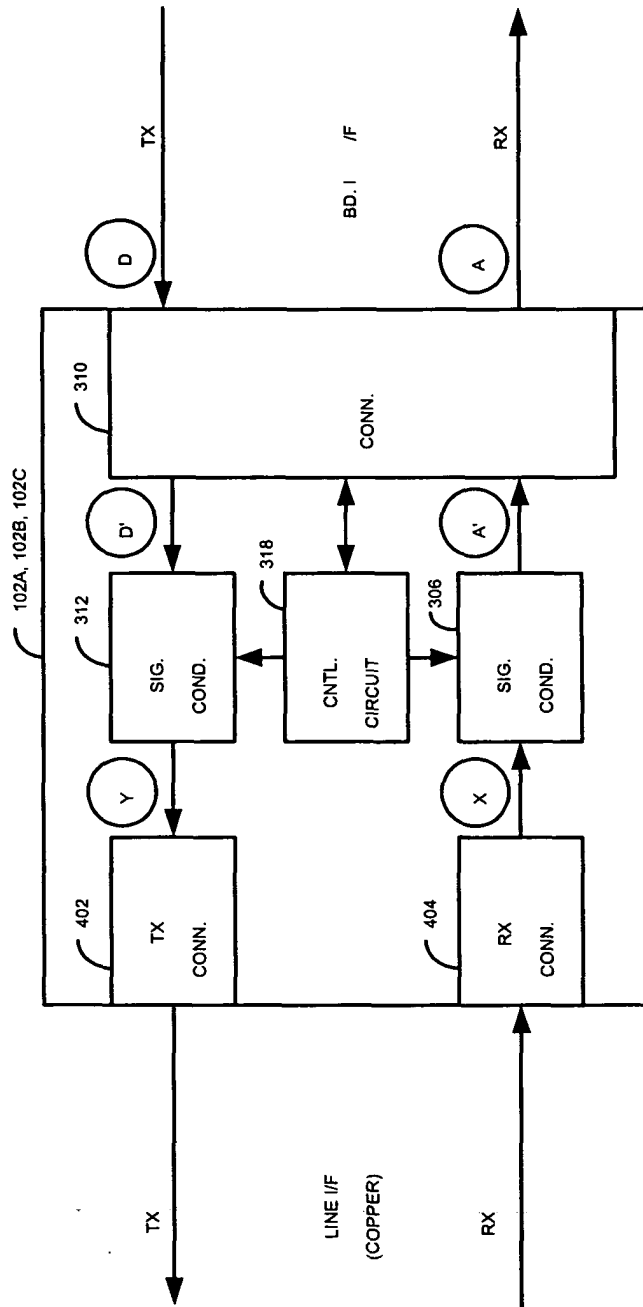 102A, 102B, 102C
TX
LINE I/F
(COPPER)
RX
402
TX
CONN.
404
RX
CONN.
Y
X
312
SIG.
COND.
318
CNTL.
CIRCUIT
306
SIG.
COND.
D'
A'
310
CONN.
D
A
TX
BD. I /F
RX